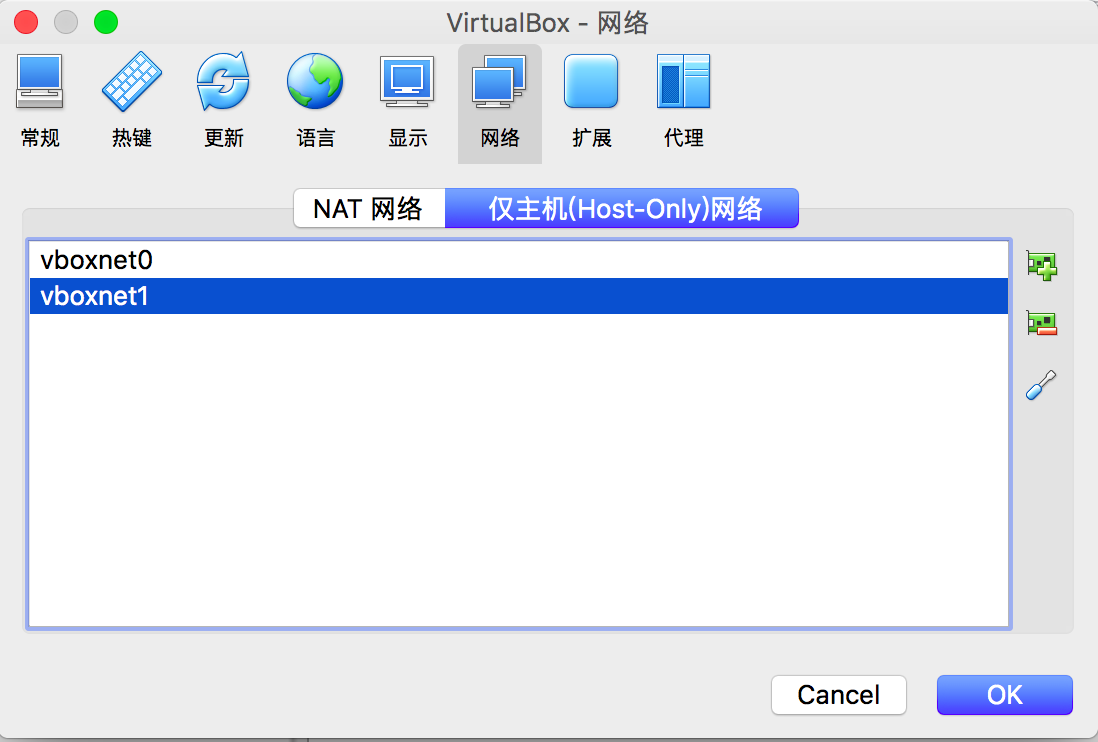 VirtualBox - 网络
常规 热键 更新 语言 显示 网络 扩展 代理
NAT 网络 仅主机(Host-Only)网络
vboxnet0
vboxnet1
Cancel OK